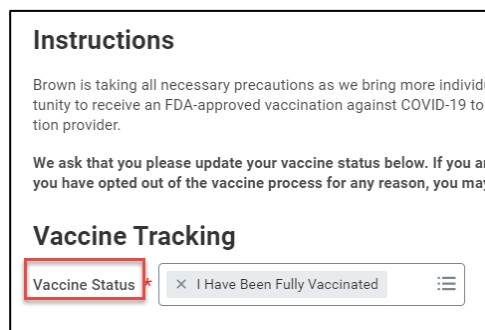 Instructions
Brown is taking all necessary precautions as we bring more individu
tunity to receive an FDA-approved vaccination against COVID-19 to
tion provider.
We ask that you please update your vaccine status below. If you a
you have opted out of the vaccine process for any reason, you may
Vaccine Tracking
Vaccine Status * × I Have Been Fully Vaccinated